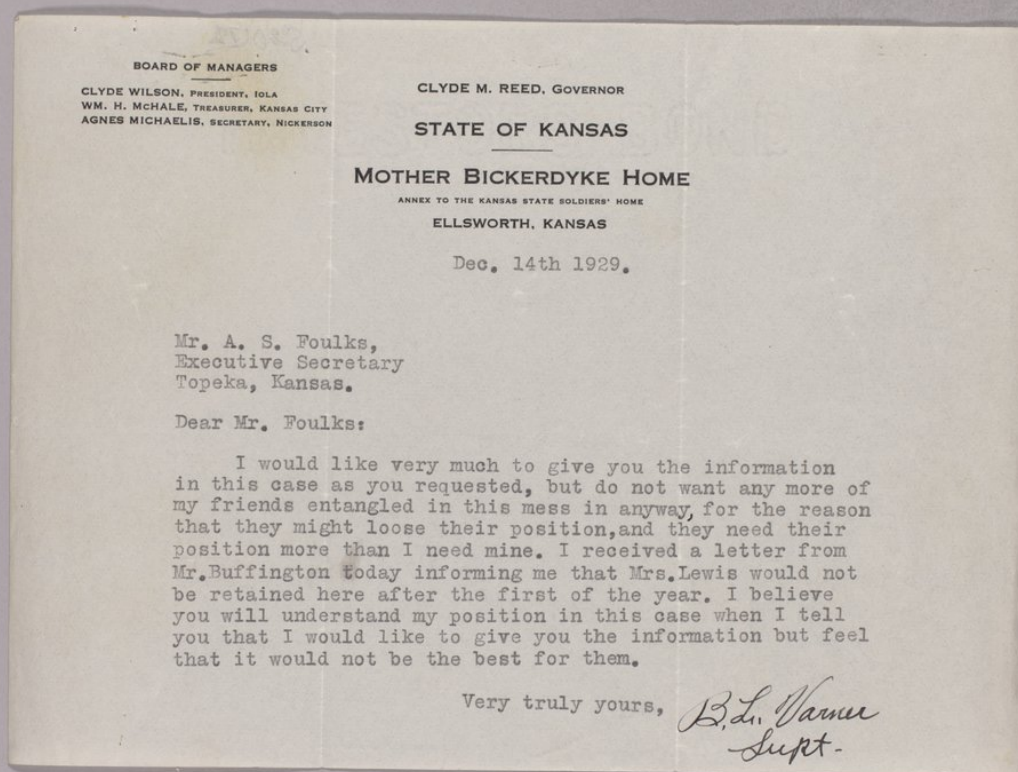 BOARD OF MANAGERS
CLYDE WILSON, PRESIDENT, IOLA
WM. H. McHALE, TREASURER, KANSAS CITY
AGNES MICHAELIS, SECRETARY, NICKERSON
CLYDE M. REED, GOVERNOR
STATE OF KANSAS
MOTHER BICKERDYKE HOME
ANNEX TO THE KANSAS STATE SOLDIERS' HOME
ELLSWORTH, KANSAS
Dec. 14th 1929.
Mr. A. S. Foulks,
Executive Secretary
Topeka, Kansas.
Dear Mr. Foulks:
I would like very much to give you the information
in this case as you requested, but do not want any more of
my friends entangled in this mess in anyway, for the reason
that they might loose their position,and they need their
position more than I need mine. I received a letter from
Mr.Buffington today informing me that Mrs.Lewis would not
be retained here after the first of the year. I believe
you will understand my position in this case when I tell
you that I would like to give you the information but feel
that it would not be the best for them.
Very truly yours,
B. L. Varner
Supt-